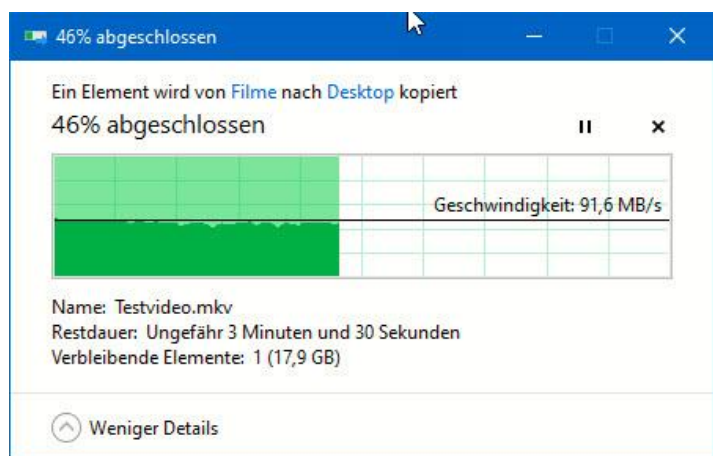 46% abgeschlossen
Ein Element wird von Filme nach Desktop kopiert
46% abgeschlossen
Geschwindigkeit: 91,6 MB/s
Name: Testvideo.mkv
Restdauer: Ungefähr 3 Minuten und 30 Sekunden
Verbleibende Elemente: 1 (17,9 GB)
Weniger Details